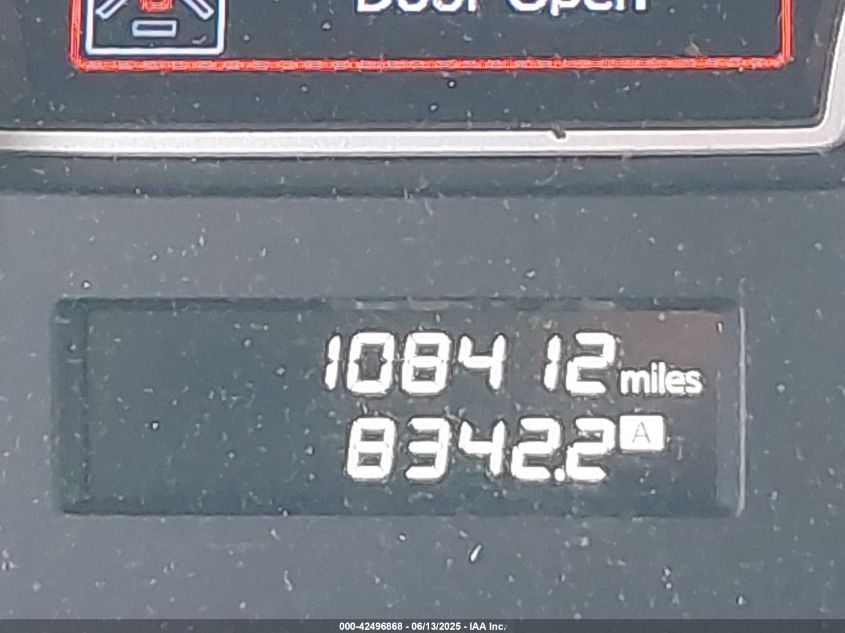 Door Open
108412 miles
8342.2 A
000-42496868 - 06/13/2025 - IAA Inc.